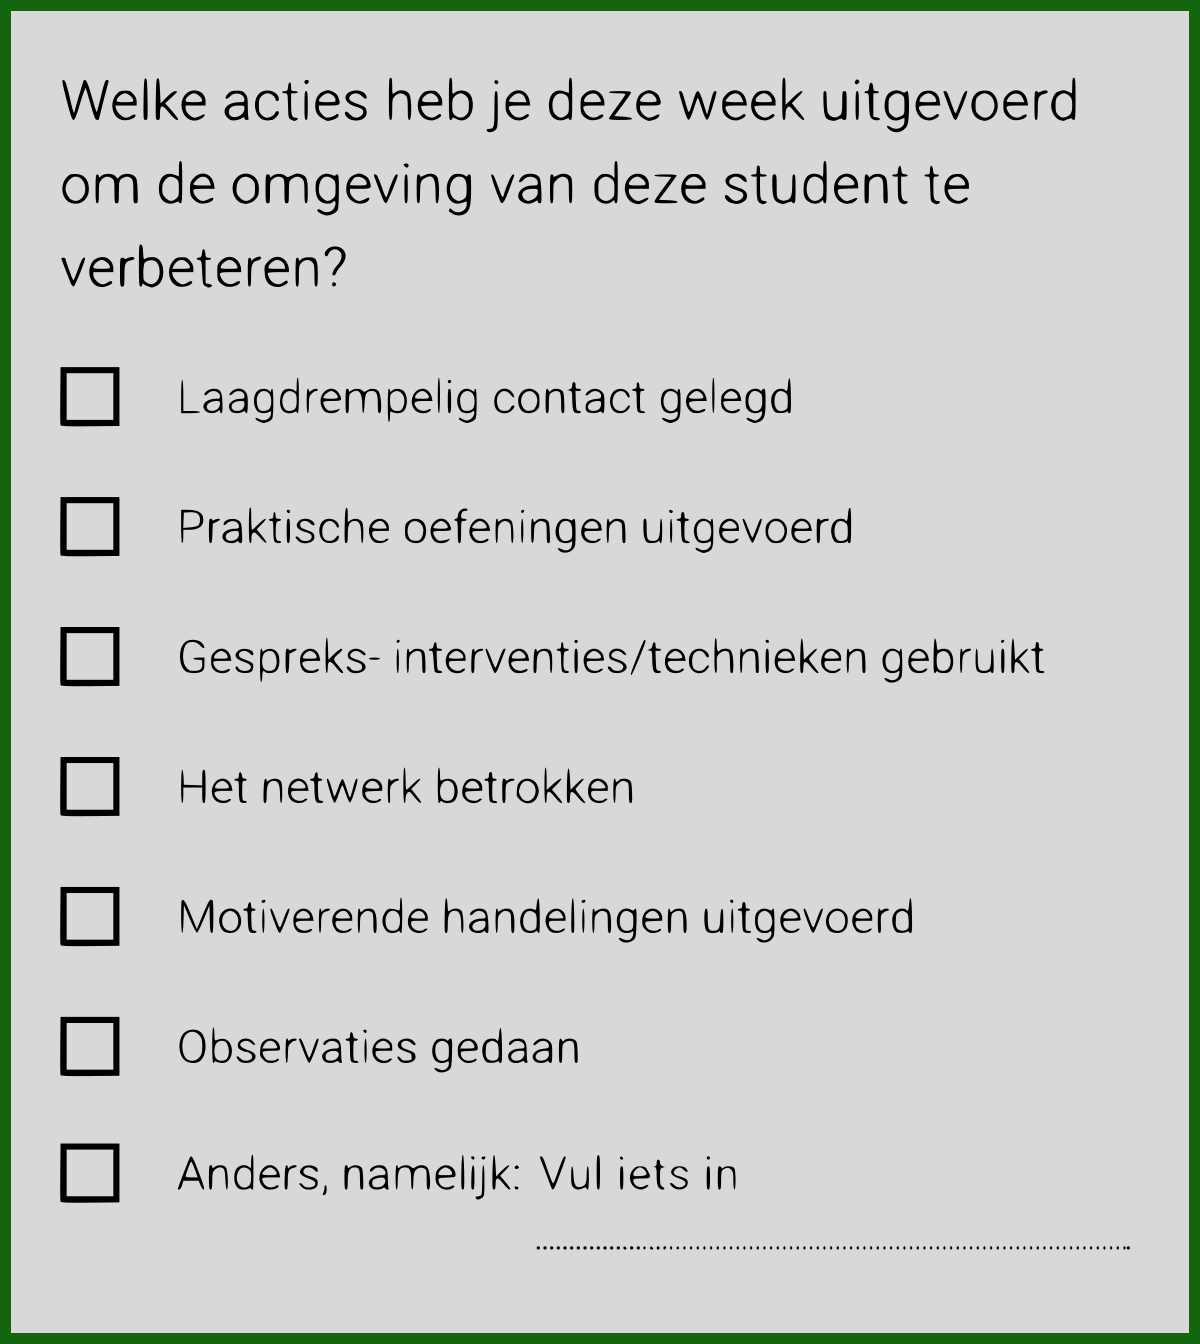 Welke acties heb je deze week uitgevoerd
om de omgeving van deze student te
verbeteren?
Laagdrempelig contact gelegd
Praktische oefeningen uitgevoerd
Gespreks- interventies/technieken gebruikt
Het netwerk betrokken
Motiverende handelingen uitgevoerd
Observaties gedaan
Anders, namelijk: Vul iets in